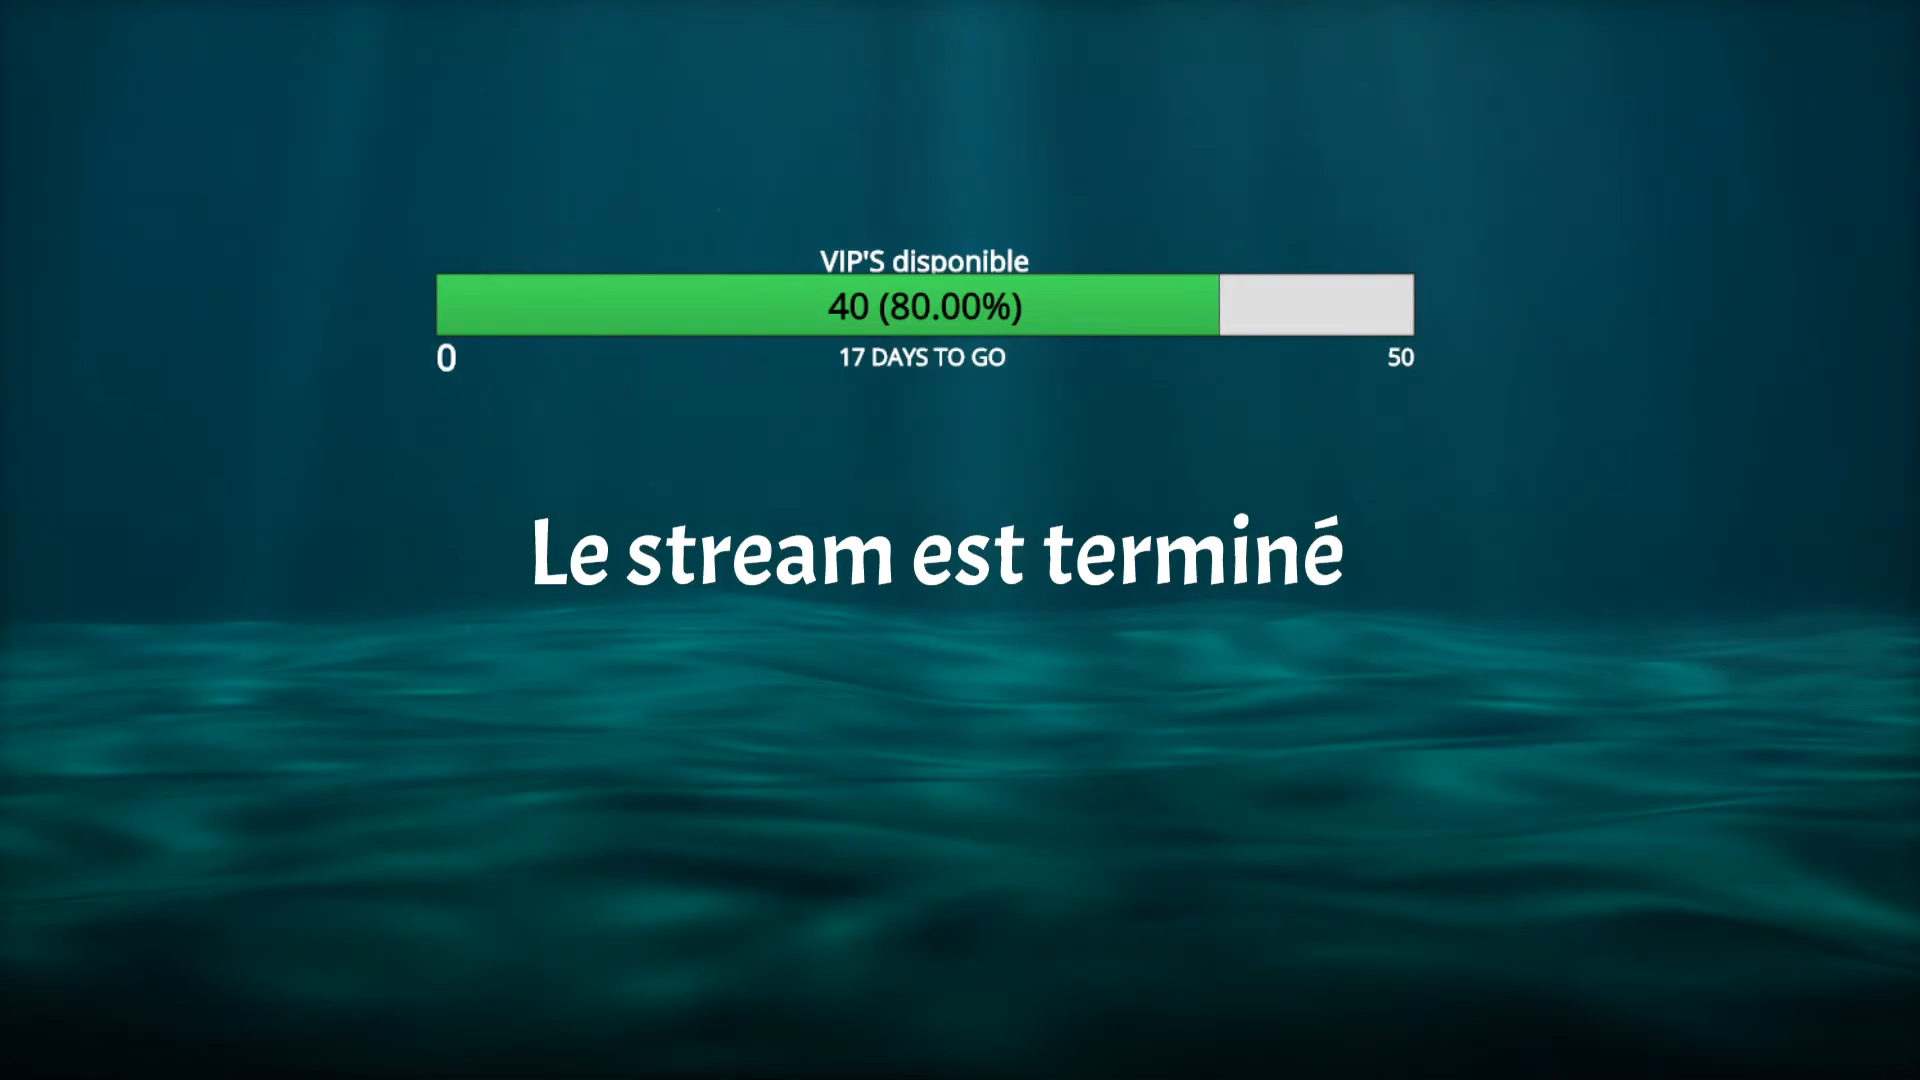 VIP'S disponible
40 (80.00%)
0 17 DAYS TO GO 50
Le stream est terminé